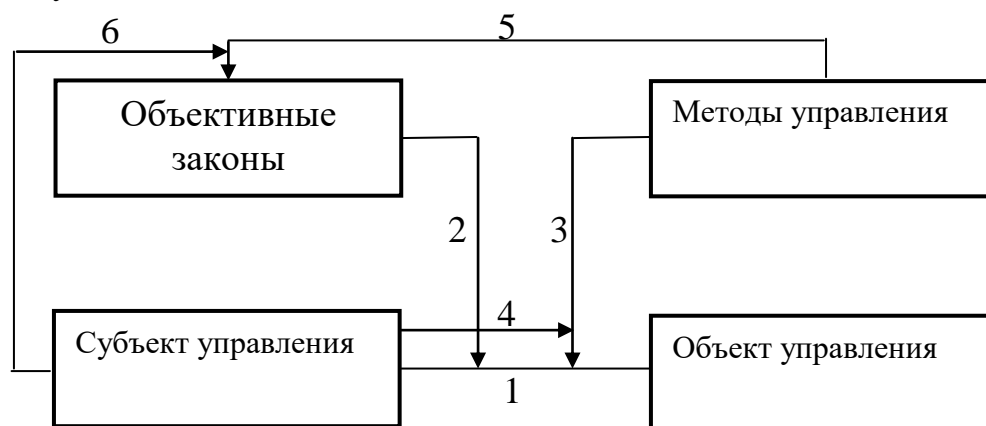 6
5
Объективные
законы
Методы управления
2
3
4
Субъект управления
Объект управления
1